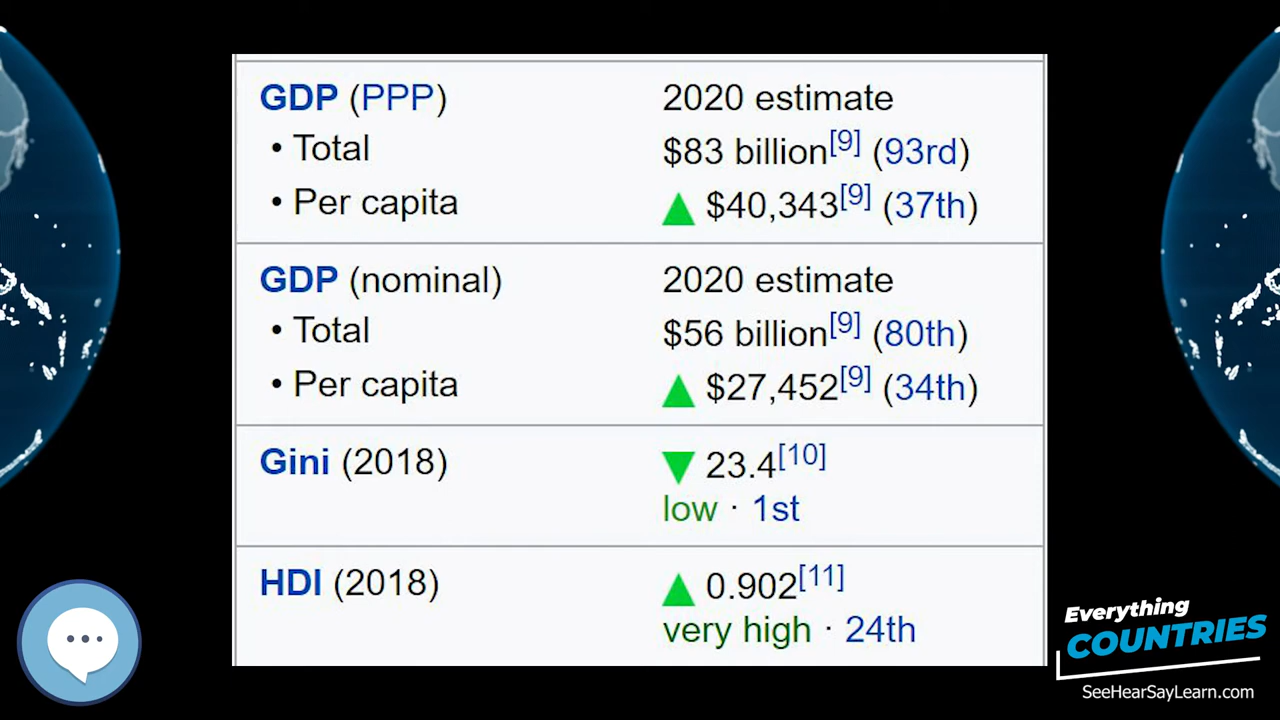 GDP (PPP) 2020 estimate
• Total $83 billion[9] (93rd)
• Per capita ▲ $40,343[9] (37th)
GDP (nominal) 2020 estimate
• Total $56 billion[9] (80th)
• Per capita ▲ $27,452[9] (34th)
Gini (2018) ▼ 23.4[10]
low · 1st
HDI (2018) ▲ 0.902[11]
very high · 24th
Everything
COUNTRIES
SeeHearSayLearn.com